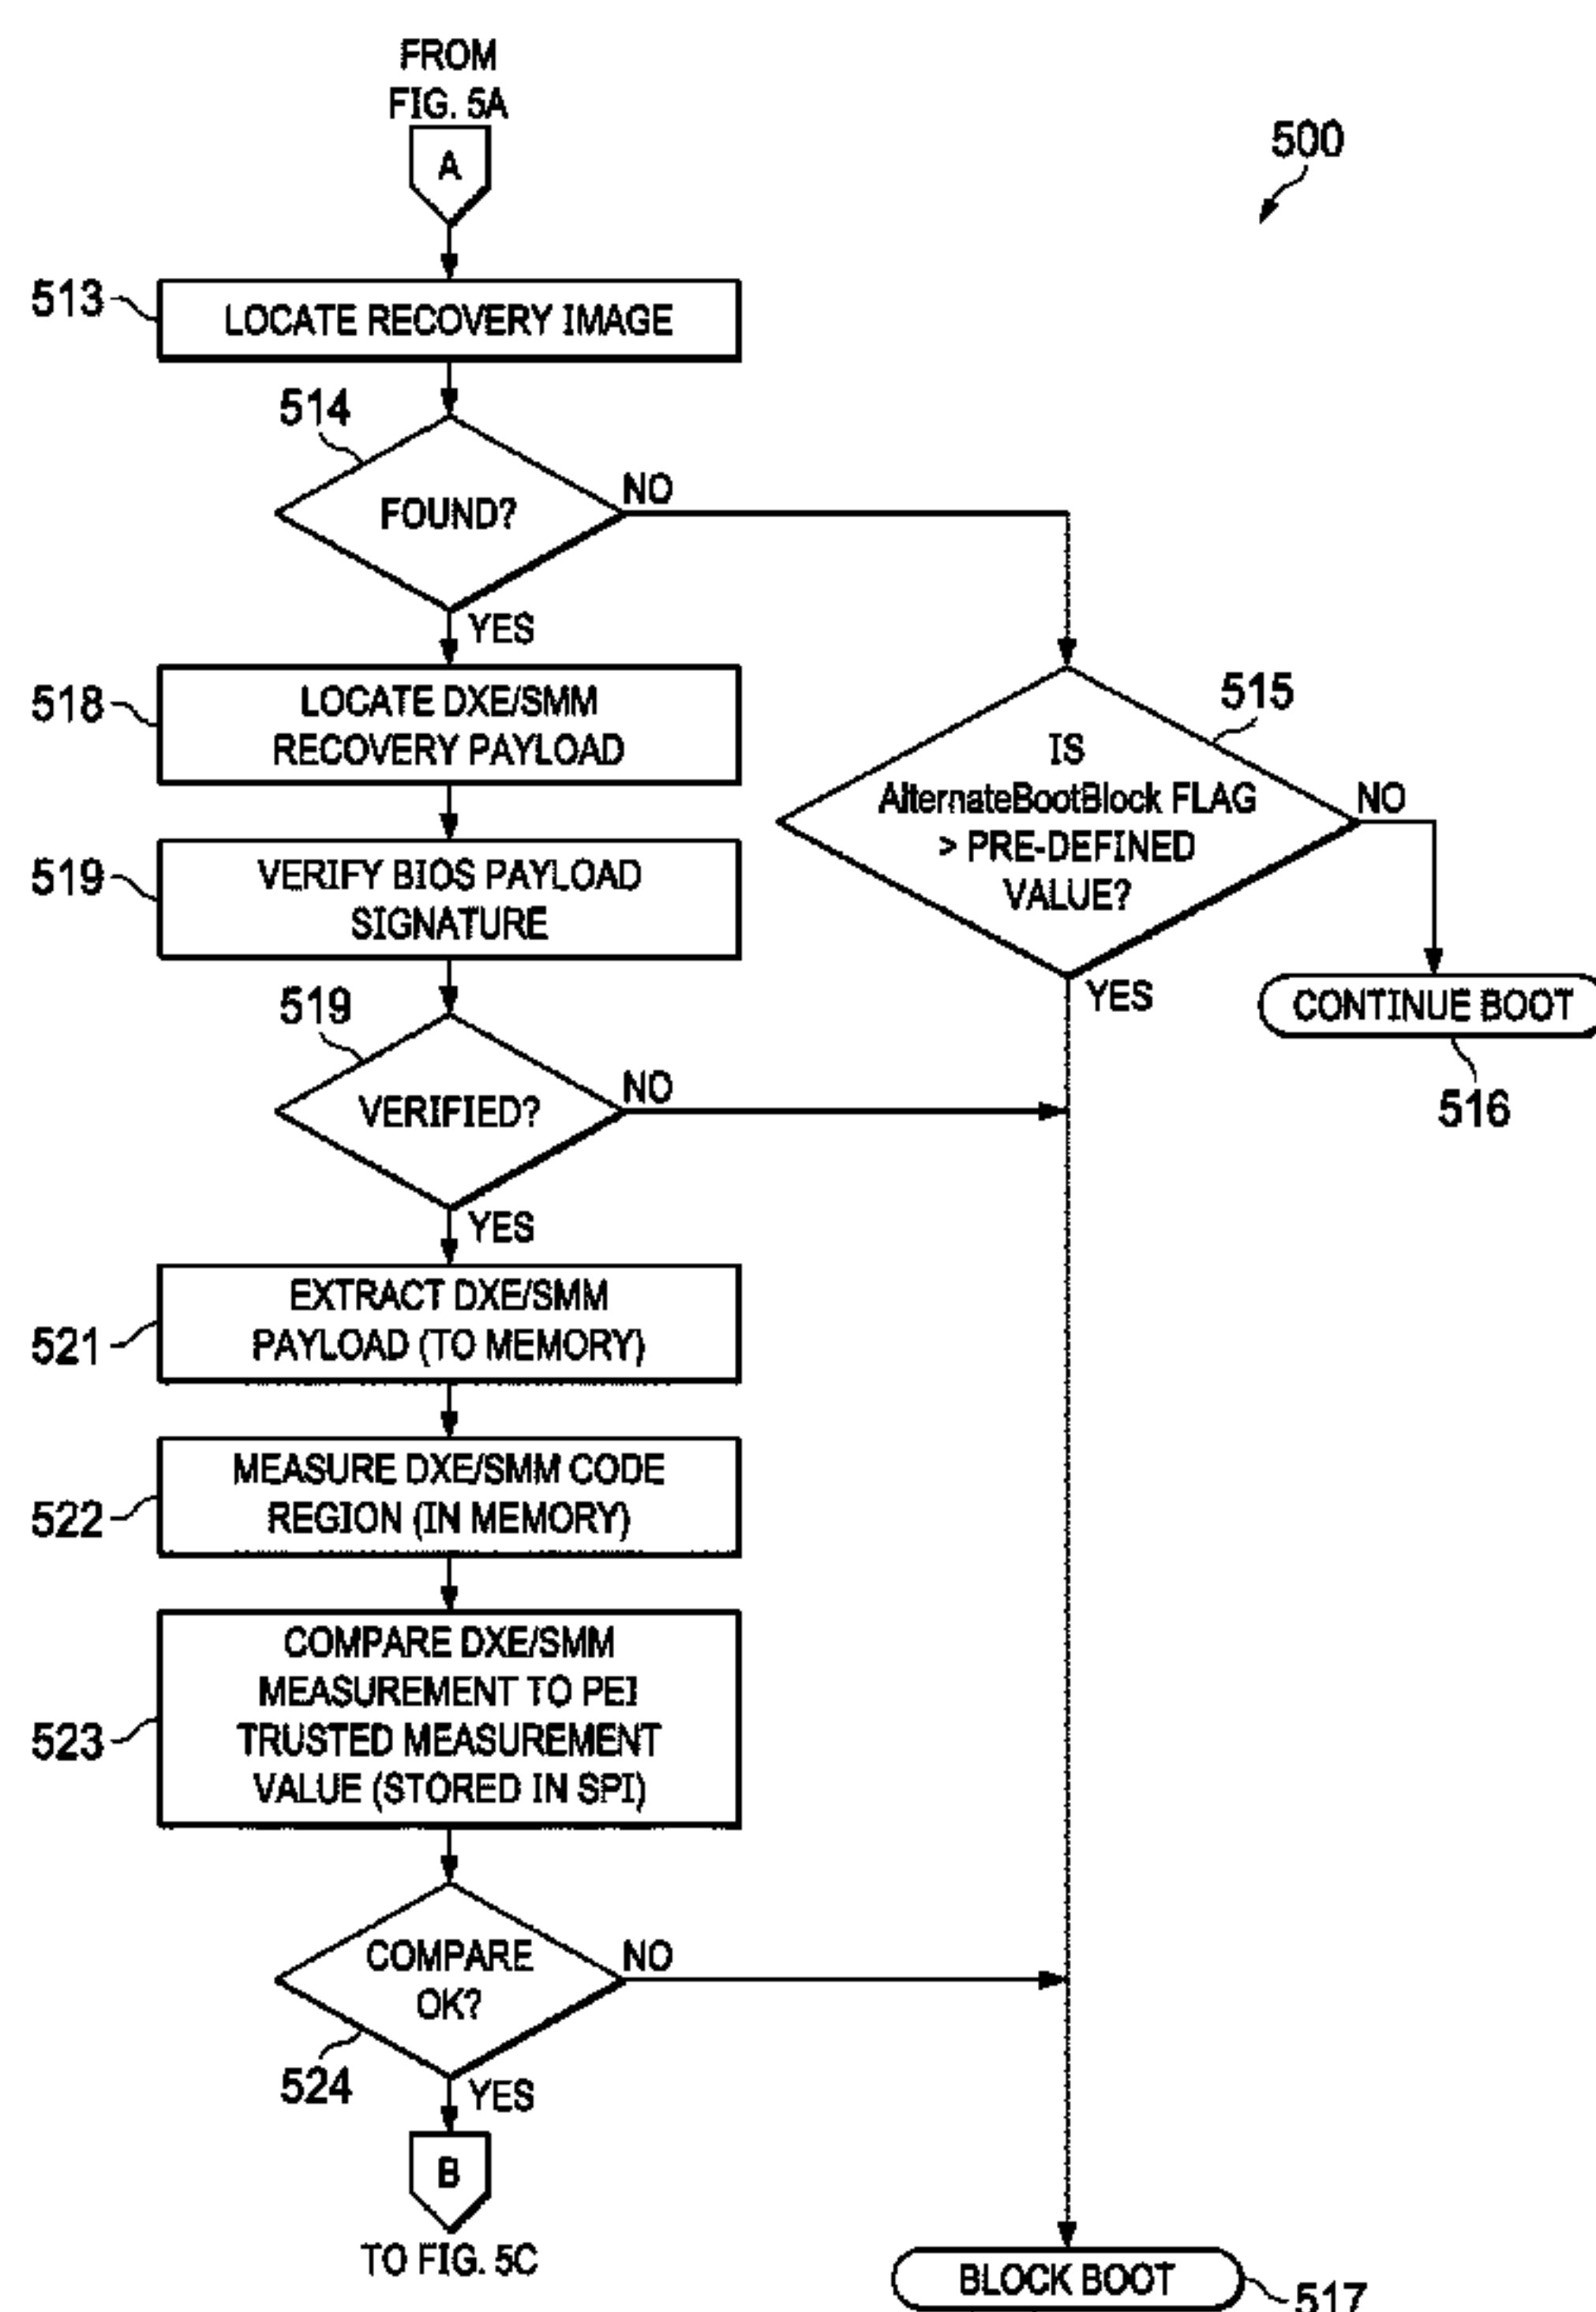 FROM
FIG. 5A
A
500
513
LOCATE RECOVERY IMAGE
514
FOUND?
NO
YES
518
LOCATE DXE/SMM
RECOVERY PAYLOAD
515
IS
AlternateBootBlock FLAG
> PRE-DEFINED
VALUE?
NO
YES
CONTINUE BOOT
516
519
VERIFY BIOS PAYLOAD
SIGNATURE
519
VERIFIED?
NO
YES
521
EXTRACT DXE/SMM
PAYLOAD (TO MEMORY)
522
MEASURE DXE/SMM CODE
REGION (IN MEMORY)
523
COMPARE DXE/SMM
MEASUREMENT TO PEI
TRUSTED MEASUREMENT
VALUE (STORED IN SPI)
COMPARE
OK?
NO
524
YES
B
TO FIG. 5C
BLOCK BOOT
517